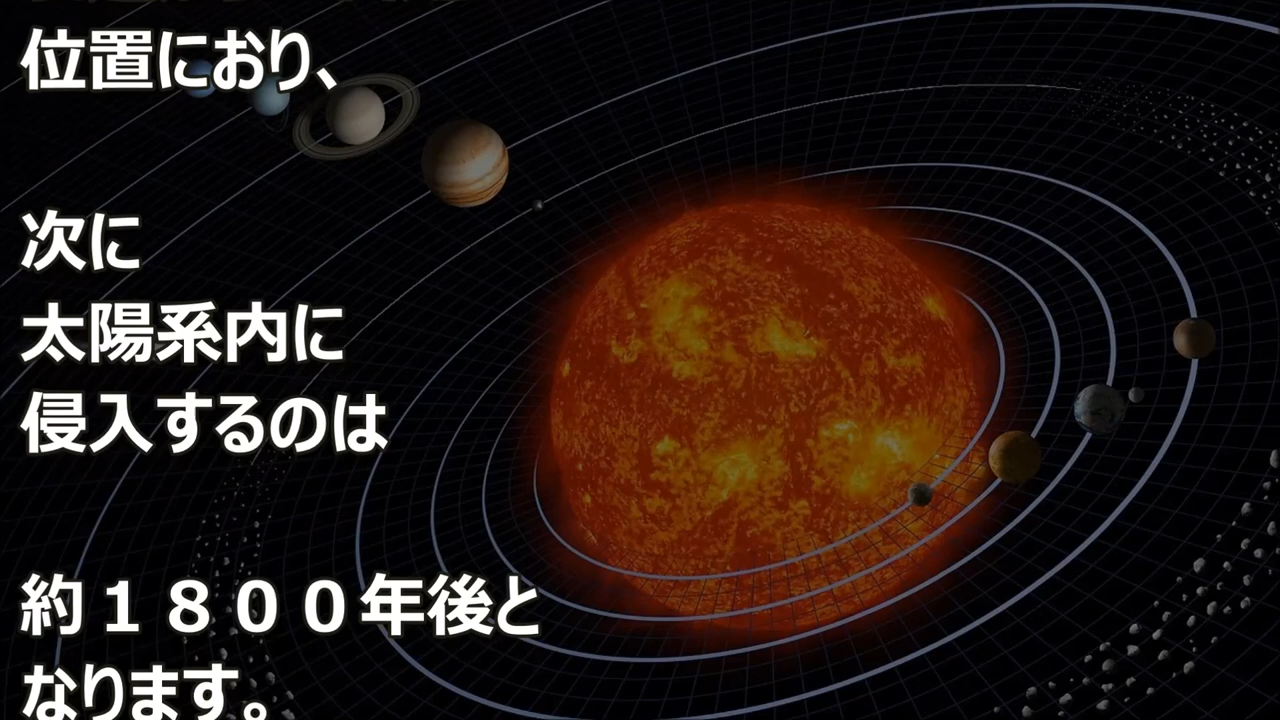 位置におり、
次に
太陽系内に
侵入するのは
約１８００年後と
なります。